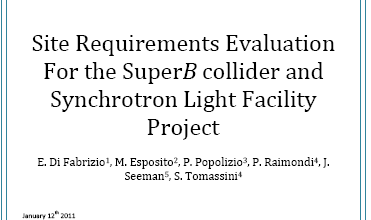 Site Requirements Evaluation
For the SuperB collider and
Synchrotron Light Facility
Project
E. Di Fabrizio¹, M. Esposito², P. Popolizio³, P. Raimondi⁴, J.
Seeman⁵, S. Tomassini⁴
January 12th 2011